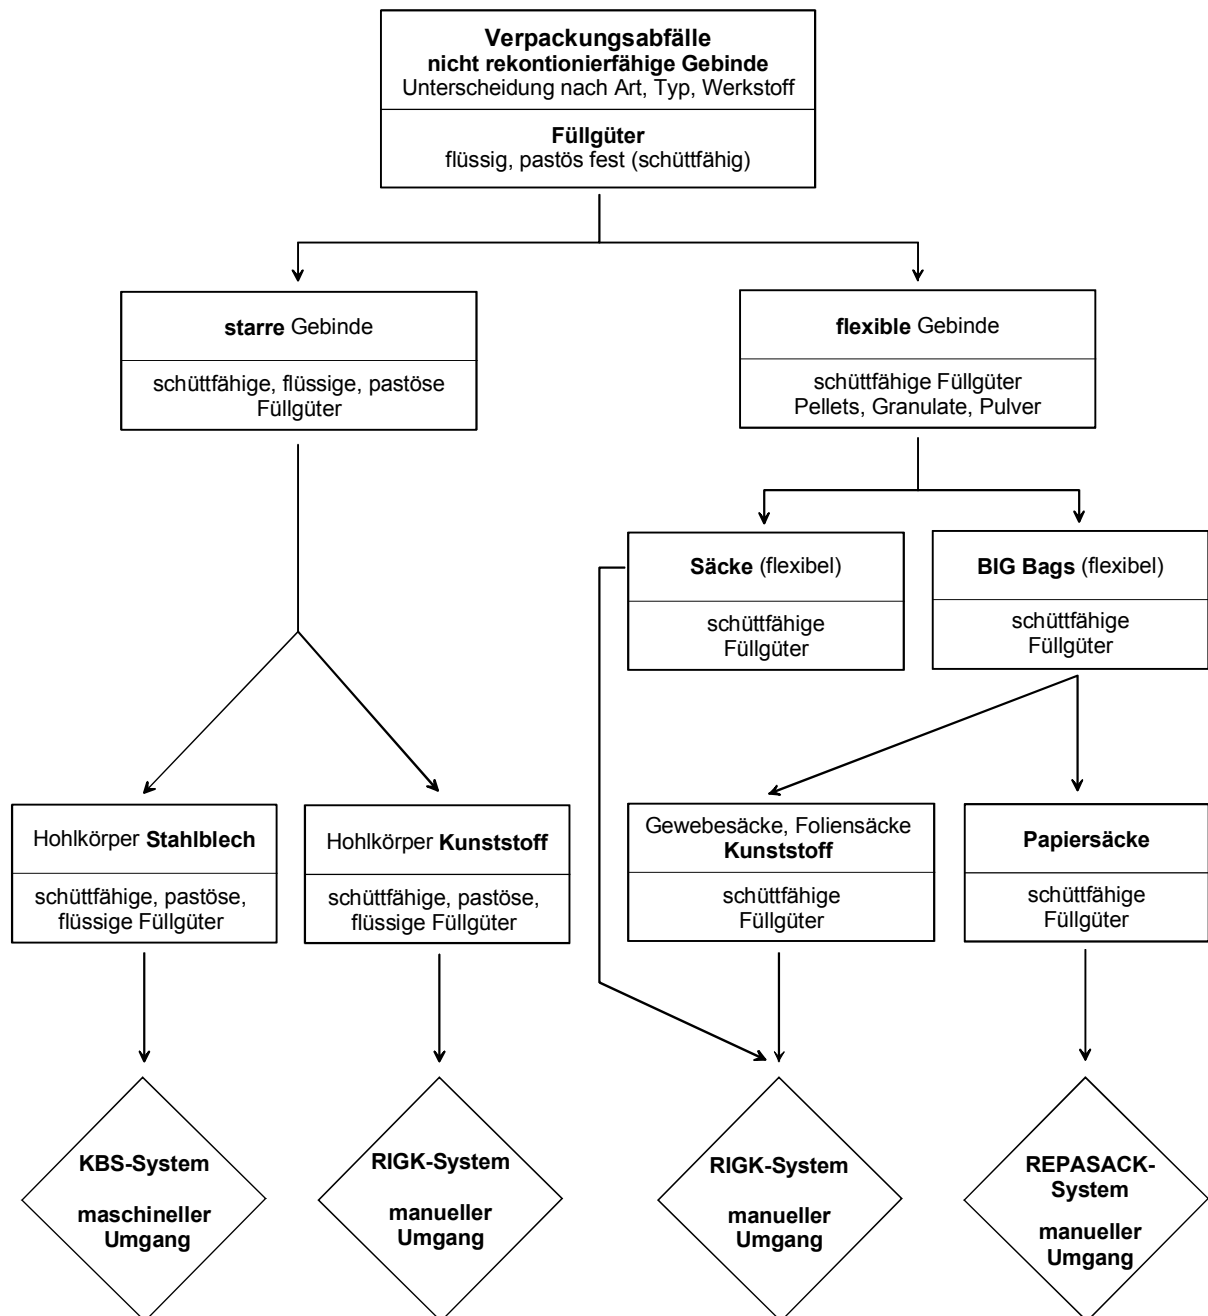 Verpackungsabfälle
nicht rekontionierfähige Gebinde
Unterscheidung nach Art, Typ, Werkstoff
Füllgüter
flüssig, pastös fest (schüttfähig)
starre Gebinde
schüttfähige, flüssige, pastöse
Füllgüter
flexible Gebinde
schüttfähige Füllgüter
Pellets, Granulate, Pulver
Säcke (flexibel)
schüttfähige
Füllgüter
BIG Bags (flexibel)
schüttfähige
Füllgüter
Hohlkörper Stahlblech
schüttfähige, pastöse,
flüssige Füllgüter
Hohlkörper Kunststoff
schüttfähige, pastöse,
flüssige Füllgüter
Gewebesäcke, Foliensäcke
Kunststoff
schüttfähige
Füllgüter
Papiersäcke
schüttfähige
Füllgüter
KBS-System
maschineller
Umgang
RIGK-System
manueller
Umgang
RIGK-System
manueller
Umgang
REPASACK-
System
manueller
Umgang